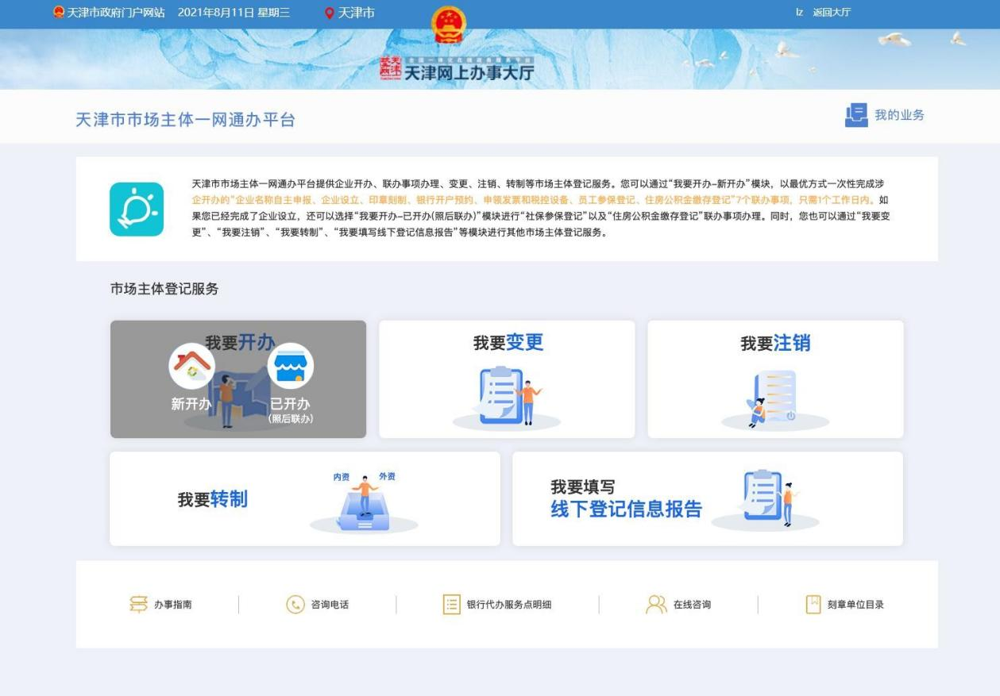 天津市政府门户网站 2021年8月11日 星期三 天津市 lz 返回大厅
全国一体化在线政务服务平台
天津网上办事大厅
天津市市场主体一网通办平台
我的业务
天津市市场主体一网通办平台提供企业开办、联办事项办理、变更、注销、转制等市场主体登记服务。您可以通过“我要开办-新开办”模块，以最优方式一次性完成涉
企开办的“企业名称自主申报、企业设立、印章刻制、银行开户预约、申领发票和税控设备、员工参保登记、住房公积金缴存登记”7个联办事项，只需1个工作日内。如
果您已经完成了企业设立，还可以选择“我要开办-已开办(照后联办)”模块进行“社保参保登记”以及“住房公积金缴存登记”联办事项办理。同时，您也可以通过“我要变
更”、“我要注销”、“我要转制”、“我要填写线下登记信息报告”等模块进行其他市场主体登记服务。
市场主体登记服务
我要开办
新开办
已开办
(照后联办)
我要变更
我要注销
我要转制
内资 外资
我要填写
线下登记信息报告
办事指南
咨询电话
银行代办服务点明细
在线咨询
刻章单位目录